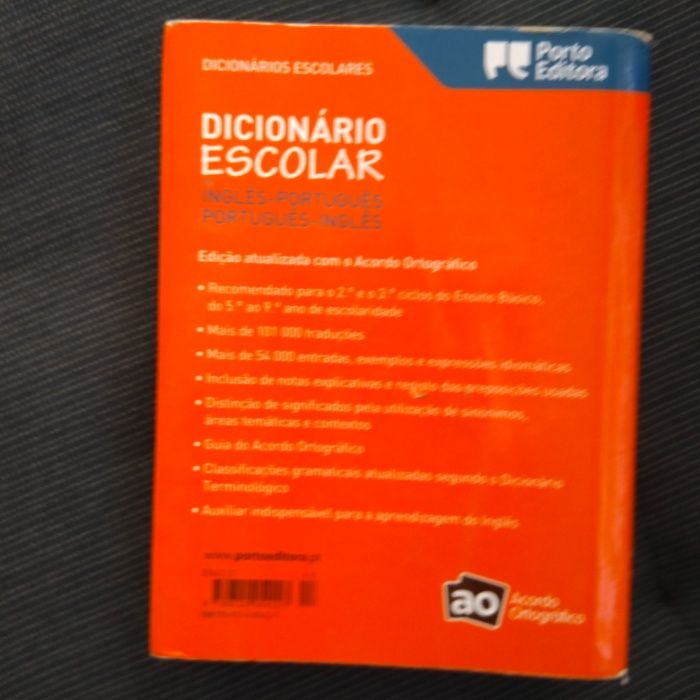 DICIONÁRIOS ESCOLARES
Porto
Editora
DICIONÁRIO
ESCOLAR
INGLÊS-PORTUGUÊS
PORTUGUÊS-INGLÊS
Edição atualizada com o Acordo Ortográfico
• Recomendado para o 2.º e o 3.º ciclos do Ensino Básico,
do 5.º ao 9.º ano de escolaridade
• Mais de 101 000 traduções
• Mais de 54 000 entradas, exemplos e expressões idiomáticas
• Inclusão de notas explicativas e regime das preposições usadas
• Distinção de significados pela utilização de sinónimos,
áreas temáticas e contextos
• Guia do Acordo Ortográfico
• Classificações gramaticais atualizadas segundo o Dicionário
Terminológico
• Auxiliar indispensável para a aprendizagem do Inglês
www.portoeditora.pt
ao
Acordo
Ortográfico